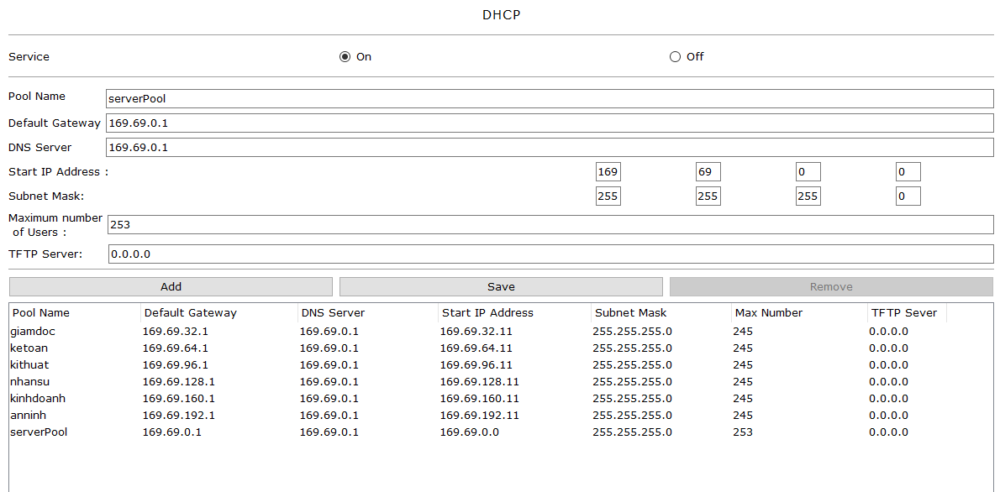 DHCP
Service On Off
Pool Name serverPool
Default Gateway 169.69.0.1
DNS Server 169.69.0.1
Start IP Address : 169 69 0 0
Subnet Mask: 255 255 255 0
Maximum number
of Users : 253
TFTP Server: 0.0.0.0
Add Save Remove
Pool Name Default Gateway DNS Server Start IP Address Subnet Mask Max Number TFTP Sever
giamdoc 169.69.32.1 169.69.0.1 169.69.32.11 255.255.255.0 245 0.0.0.0
ketoan 169.69.64.1 169.69.0.1 169.69.64.11 255.255.255.0 245 0.0.0.0
kithuat 169.69.96.1 169.69.0.1 169.69.96.11 255.255.255.0 245 0.0.0.0
nhansu 169.69.128.1 169.69.0.1 169.69.128.11 255.255.255.0 245 0.0.0.0
kinhdoanh 169.69.160.1 169.69.0.1 169.69.160.11 255.255.255.0 245 0.0.0.0
anninh 169.69.192.1 169.69.0.1 169.69.192.11 255.255.255.0 245 0.0.0.0
serverPool 169.69.0.1 169.69.0.1 169.69.0.0 255.255.255.0 253 0.0.0.0